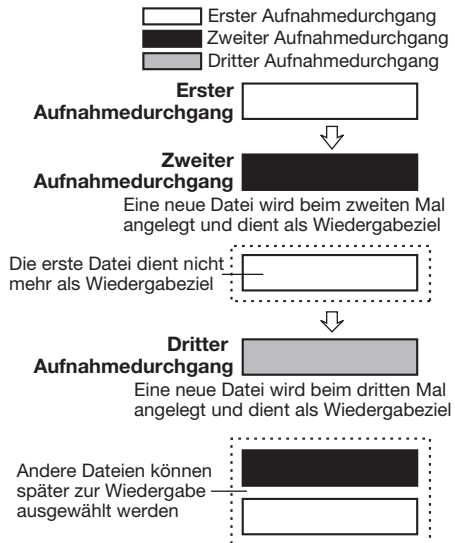 Erster Aufnahmedurchgang
Zweiter Aufnahmedurchgang
Dritter Aufnahmedurchgang
Erster
Aufnahmedurchgang
Zweiter
Aufnahmedurchgang
Eine neue Datei wird beim zweiten Mal
angelegt und dient als Wiedergabeziel
Die erste Datei dient nicht
mehr als Wiedergabeziel
Dritter
Aufnahmedurchgang
Eine neue Datei wird beim dritten Mal
angelegt und dient als Wiedergabeziel
Andere Dateien können
später zur Wiedergabe
ausgewählt werden